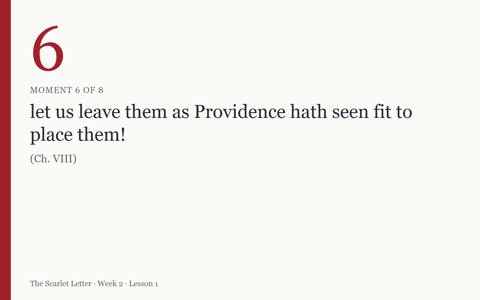 6
MOMENT 6 OF 8
let us leave them as Providence hath seen fit to
place them!
(Ch. VIII)
The Scarlet Letter · Week 2 · Lesson 1